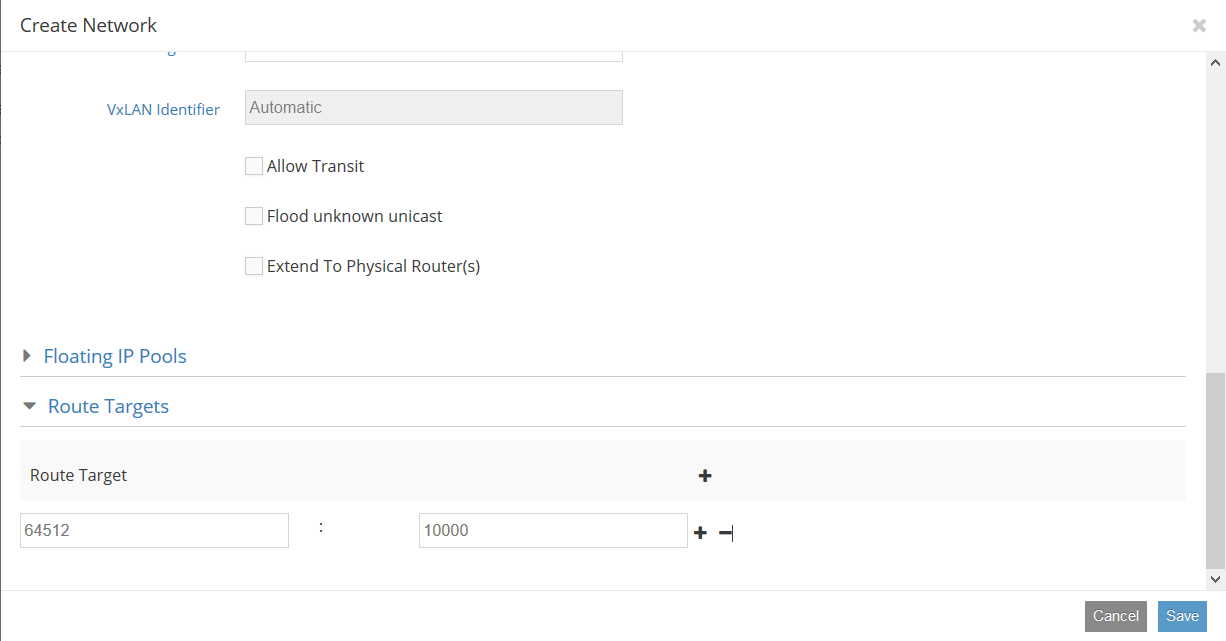 Create Network
VxLAN Identifier
Automatic
Allow Transit
Flood unknown unicast
Extend To Physical Router(s)
Floating IP Pools
Route Targets
Route Target
64512 : 10000
Cancel Save